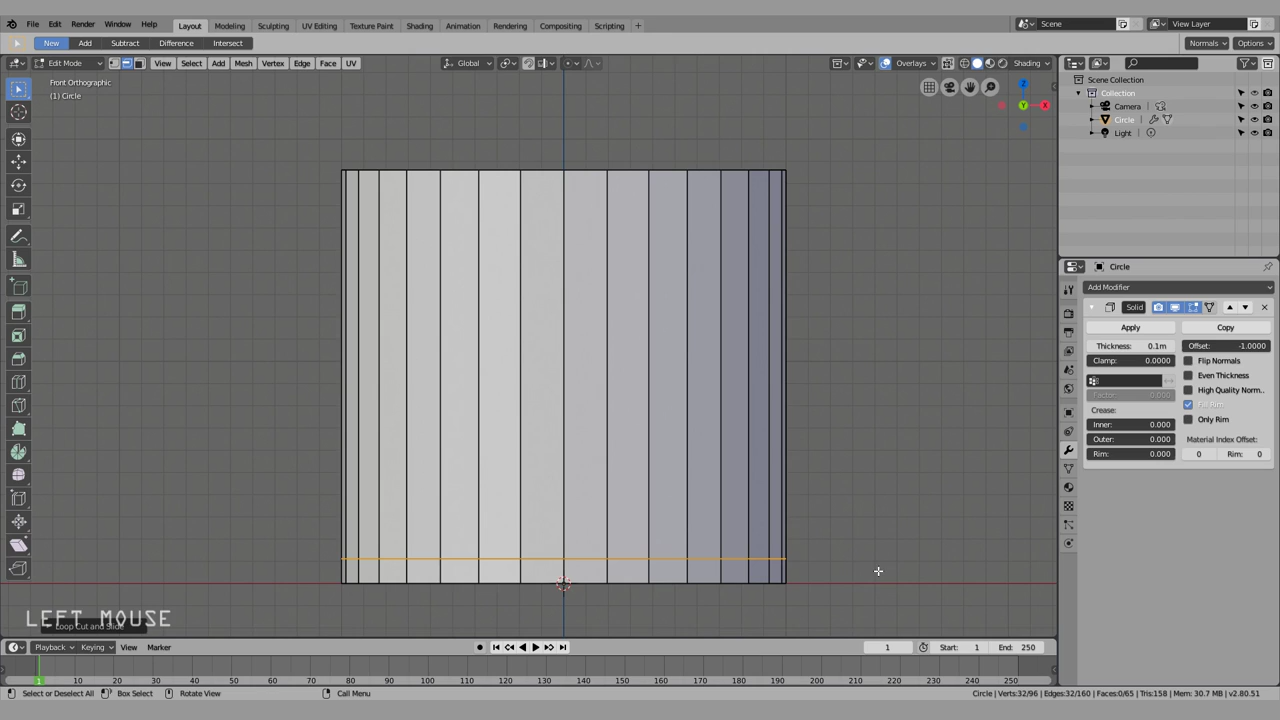 File Edit Render Window Help Layout Modeling Sculpting UV Editing Texture Paint Shading Animation Rendering Compositing Scripting + Scene View Layer
New Add Subtract Difference Intersect Normals Options
Edit Mode View Select Add Mesh Vertex Edge Face UV Global Overlays Shading
Front Orthographic
(1) Circle
Z
Y
X
Scene Collection
Collection
Camera
Circle
Light
Circle
Add Modifier
Solid
Apply Copy
Thickness: 0.1m Offset: -1.0000
Clamp: 0.0000 Flip Normals
Even Thickness
High Quality Norm..
Factor: 0.000 Fill Rim
Crease: Only Rim
Inner: 0.000
Outer: 0.000 Material Index Offset:
Rim: 0.000 0 Rim: 0
LEFT MOUSE
Loop Cut and Slide
Playback Keying View Marker 1 Start: 1 End: 250
1 10 20 30 40 50 60 70 80 90 100 110 120 130 140 150 160 170 180 190 200 210 220 230 240 250
Select or Deselect All Box Select Rotate View Call Menu Circle | Verts:32/96 | Edges:32/160 | Faces:0/65 | Tris:158 | Mem: 30.7 MB | v2.80.51